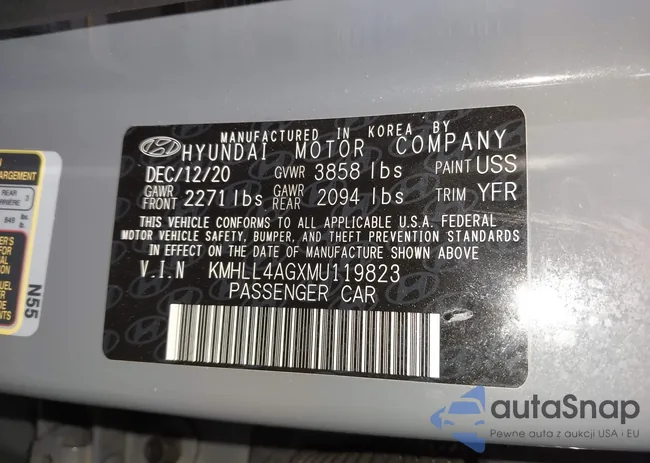 MANUFACTURED IN KOREA BY
HYUNDAI MOTOR COMPANY
DEC/12/20 GVWR 3858 lbs PAINT USS
GAWR FRONT 2271 lbs GAWR REAR 2094 lbs TRIM YFR
THIS VEHICLE CONFORMS TO ALL APPLICABLE U.S.A. FEDERAL
MOTOR VEHICLE SAFETY, BUMPER, AND THEFT PREVENTION STANDARDS
IN EFFECT ON THE DATE OF MANUFACTURE SHOWN ABOVE
V.I.N KMHLL4AGXMU119823
PASSENGER CAR
REAR 3
N55
autaSnap
Pewne auta z aukcji USA i EU